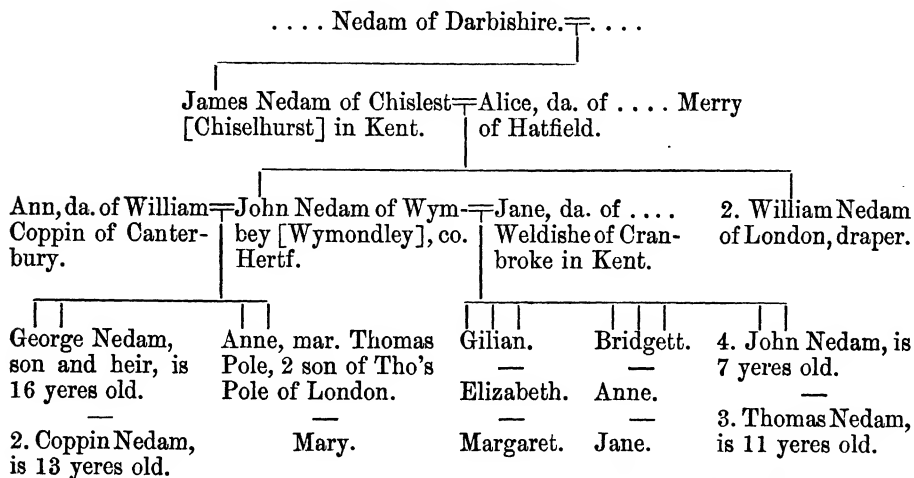 .... Nedam of Darbishire.=....
James Nedam of Chislest=Alice, da. of .... Merry
[Chiselhurst] in Kent. of Hatfield.
Ann, da. of William=John Nedam of Wym-=Jane, da. of .... 2. William Nedam
Coppin of Canter- bey [Wymondley], co. Weldishe of Cran- of London, draper.
bury. Hertf. broke in Kent.
George Nedam, Anne, mar. Thomas Gilian. Bridgett. 4. John Nedam, is
son and heir, is Pole, 2 son of Tho's — — 7 yeres old.
16 yeres old. Pole of London. Elizabeth. Anne. —
— — — — 3. Thomas Nedam,
2. Coppin Nedam, Mary. Margaret. Jane. is 11 yeres old.
is 13 yeres old.